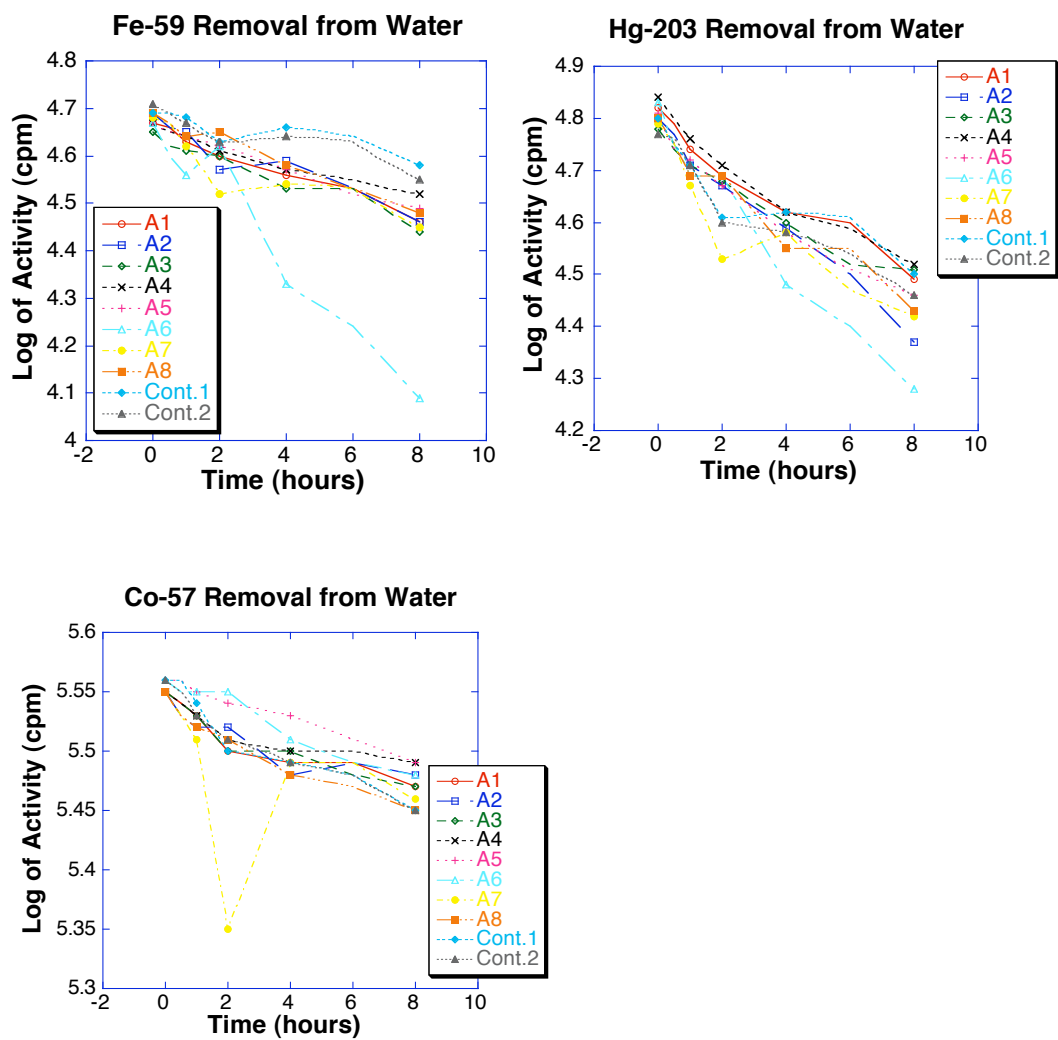 Fe-59 Removal from Water
Log of Activity (cpm)
4.8
4.7
4.6
4.5
4.4
4.3
4.2
4.1
4
-2
0
2
4
6
8
10
Time (hours)
A1
A2
A3
A4
A5
A6
A7
A8
Cont.1
Cont.2
Hg-203 Removal from Water
Log of Activity (cpm)
4.9
4.8
4.7
4.6
4.5
4.4
4.3
4.2
-2
0
2
4
6
8
10
Time (hours)
A1
A2
A3
A4
A5
A6
A7
A8
Cont.1
Cont.2
Co-57 Removal from Water
Log of Activity (cpm)
5.6
5.55
5.5
5.45
5.4
5.35
5.3
-2
0
2
4
6
8
10
Time (hours)
A1
A2
A3
A4
A5
A6
A7
A8
Cont.1
Cont.2